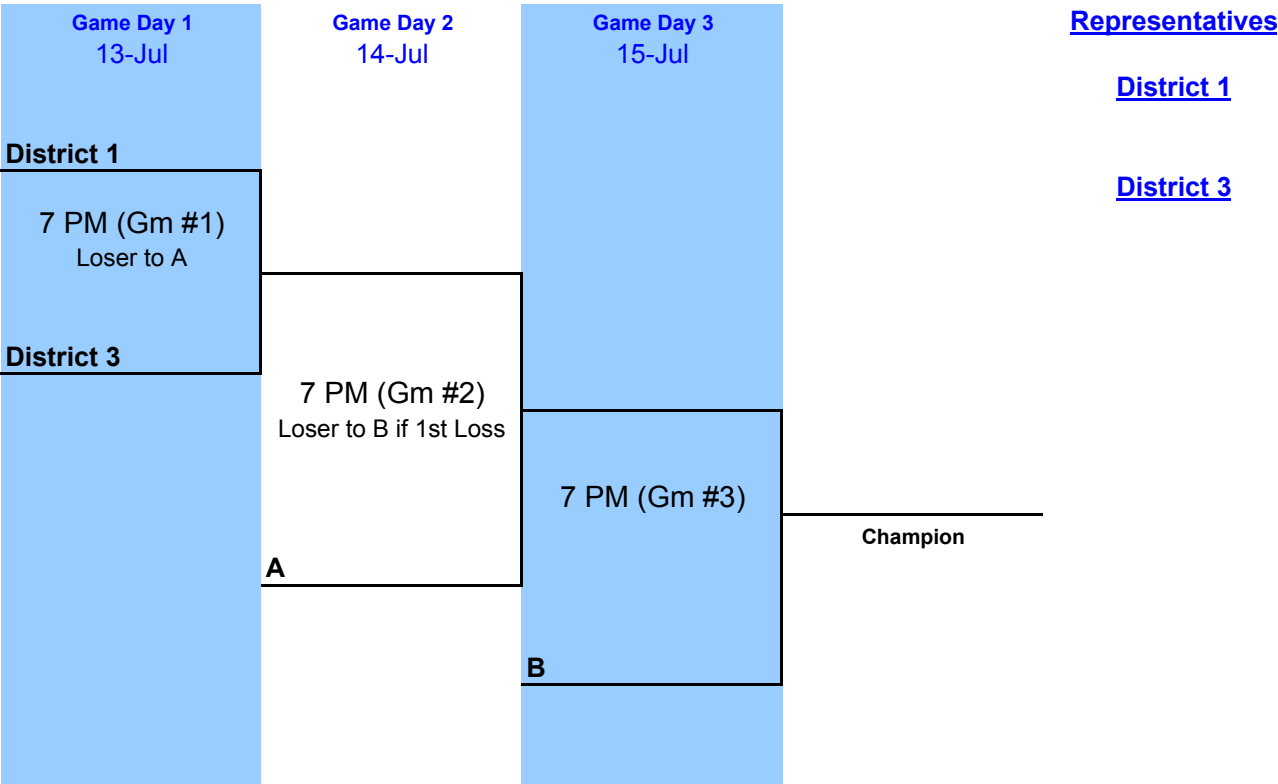 Game Day 1
13-Jul
Game Day 2
14-Jul
Game Day 3
15-Jul
Representatives
District 1
District 3
District 1
7 PM (Gm #1)
Loser to A
District 3
7 PM (Gm #2)
Loser to B if 1st Loss
A
7 PM (Gm #3)
B
Champion